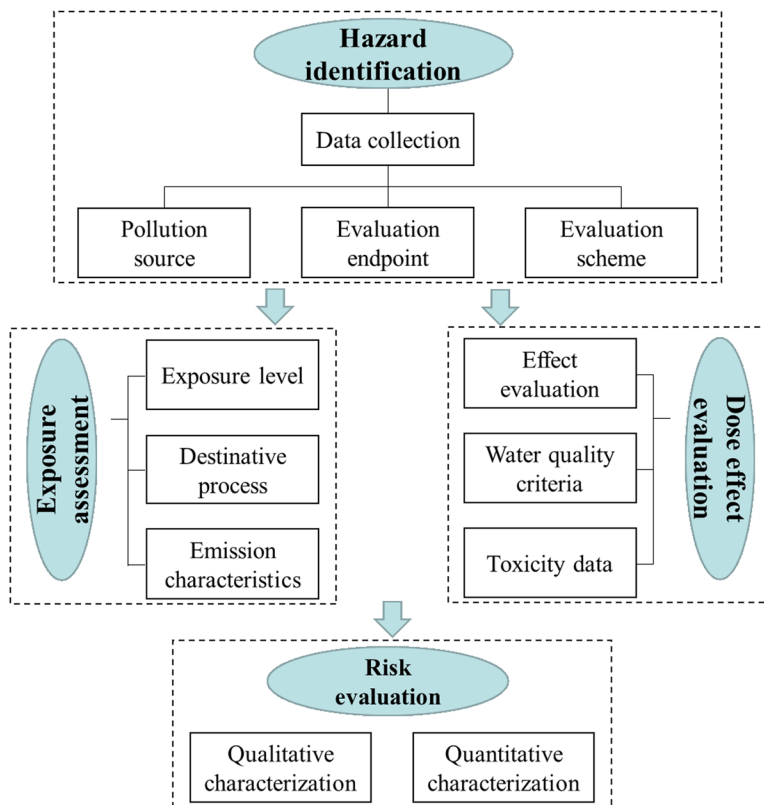 Hazard
identification
Data collection
Pollution
source
Evaluation
endpoint
Evaluation
scheme
Exposure
assessment
Exposure level
Destinative
process
Emission
characteristics
Effect
evaluation
Water quality
criteria
Toxicity data
Dose effect
evaluation
Risk
evaluation
Qualitative
characterization
Quantitative
characterization